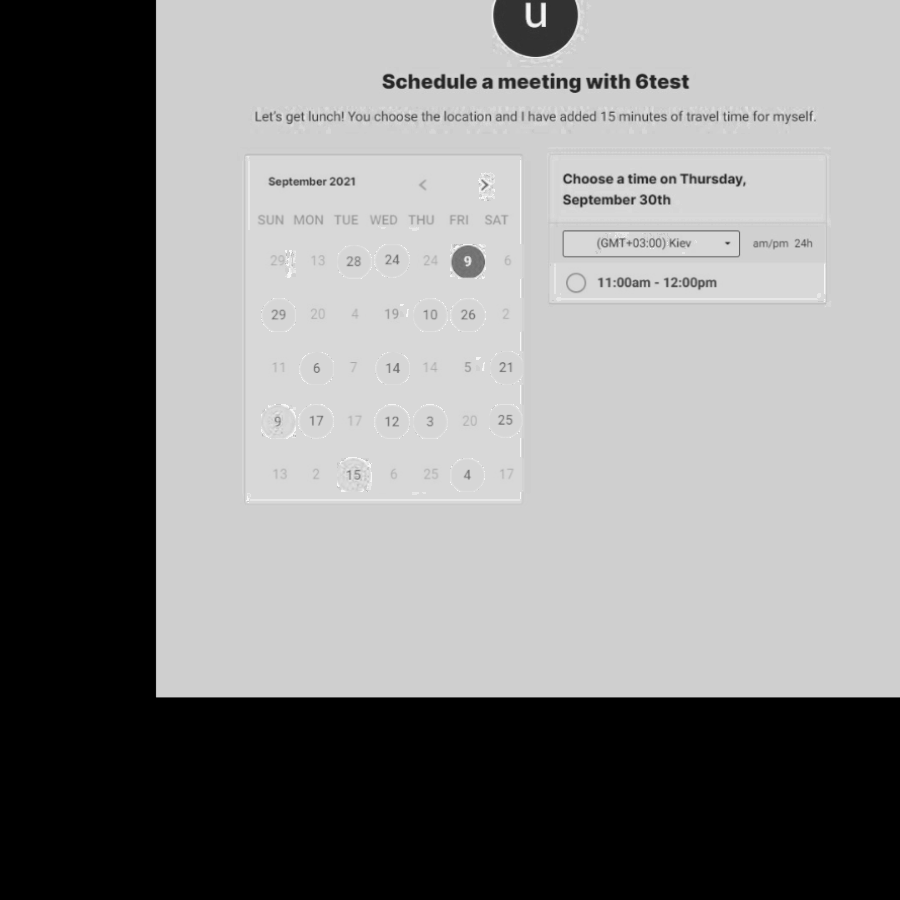 u
Schedule a meeting with 6test
Let's get lunch! You choose the location and I have added 15 minutes of travel time for myself.
September 2021 < >
SUN MON TUE WED THU FRI SAT
29 13 28 24 24 9 6
29 20 4 19 10 26 2
11 6 7 14 14 5 21
9 17 17 12 3 20 25
13 2 15 6 25 4 17
Choose a time on Thursday,
September 30th
(GMT+03:00) Kiev am/pm 24h
11:00am - 12:00pm